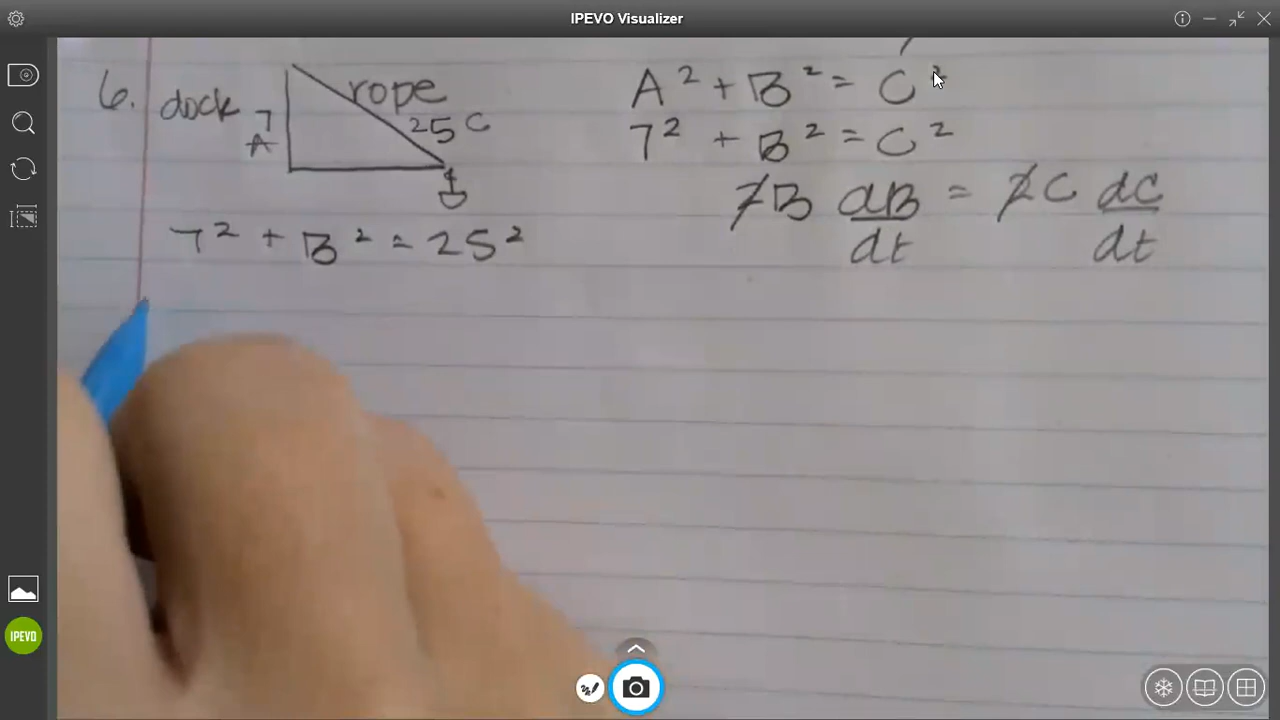 IPEVO Visualizer
6. dock 7 A rope 25 C
7² + B² = 25²
A² + B² = C²
7² + B² = C²
2B dB/dt = 2C dC/dt
IPEVO